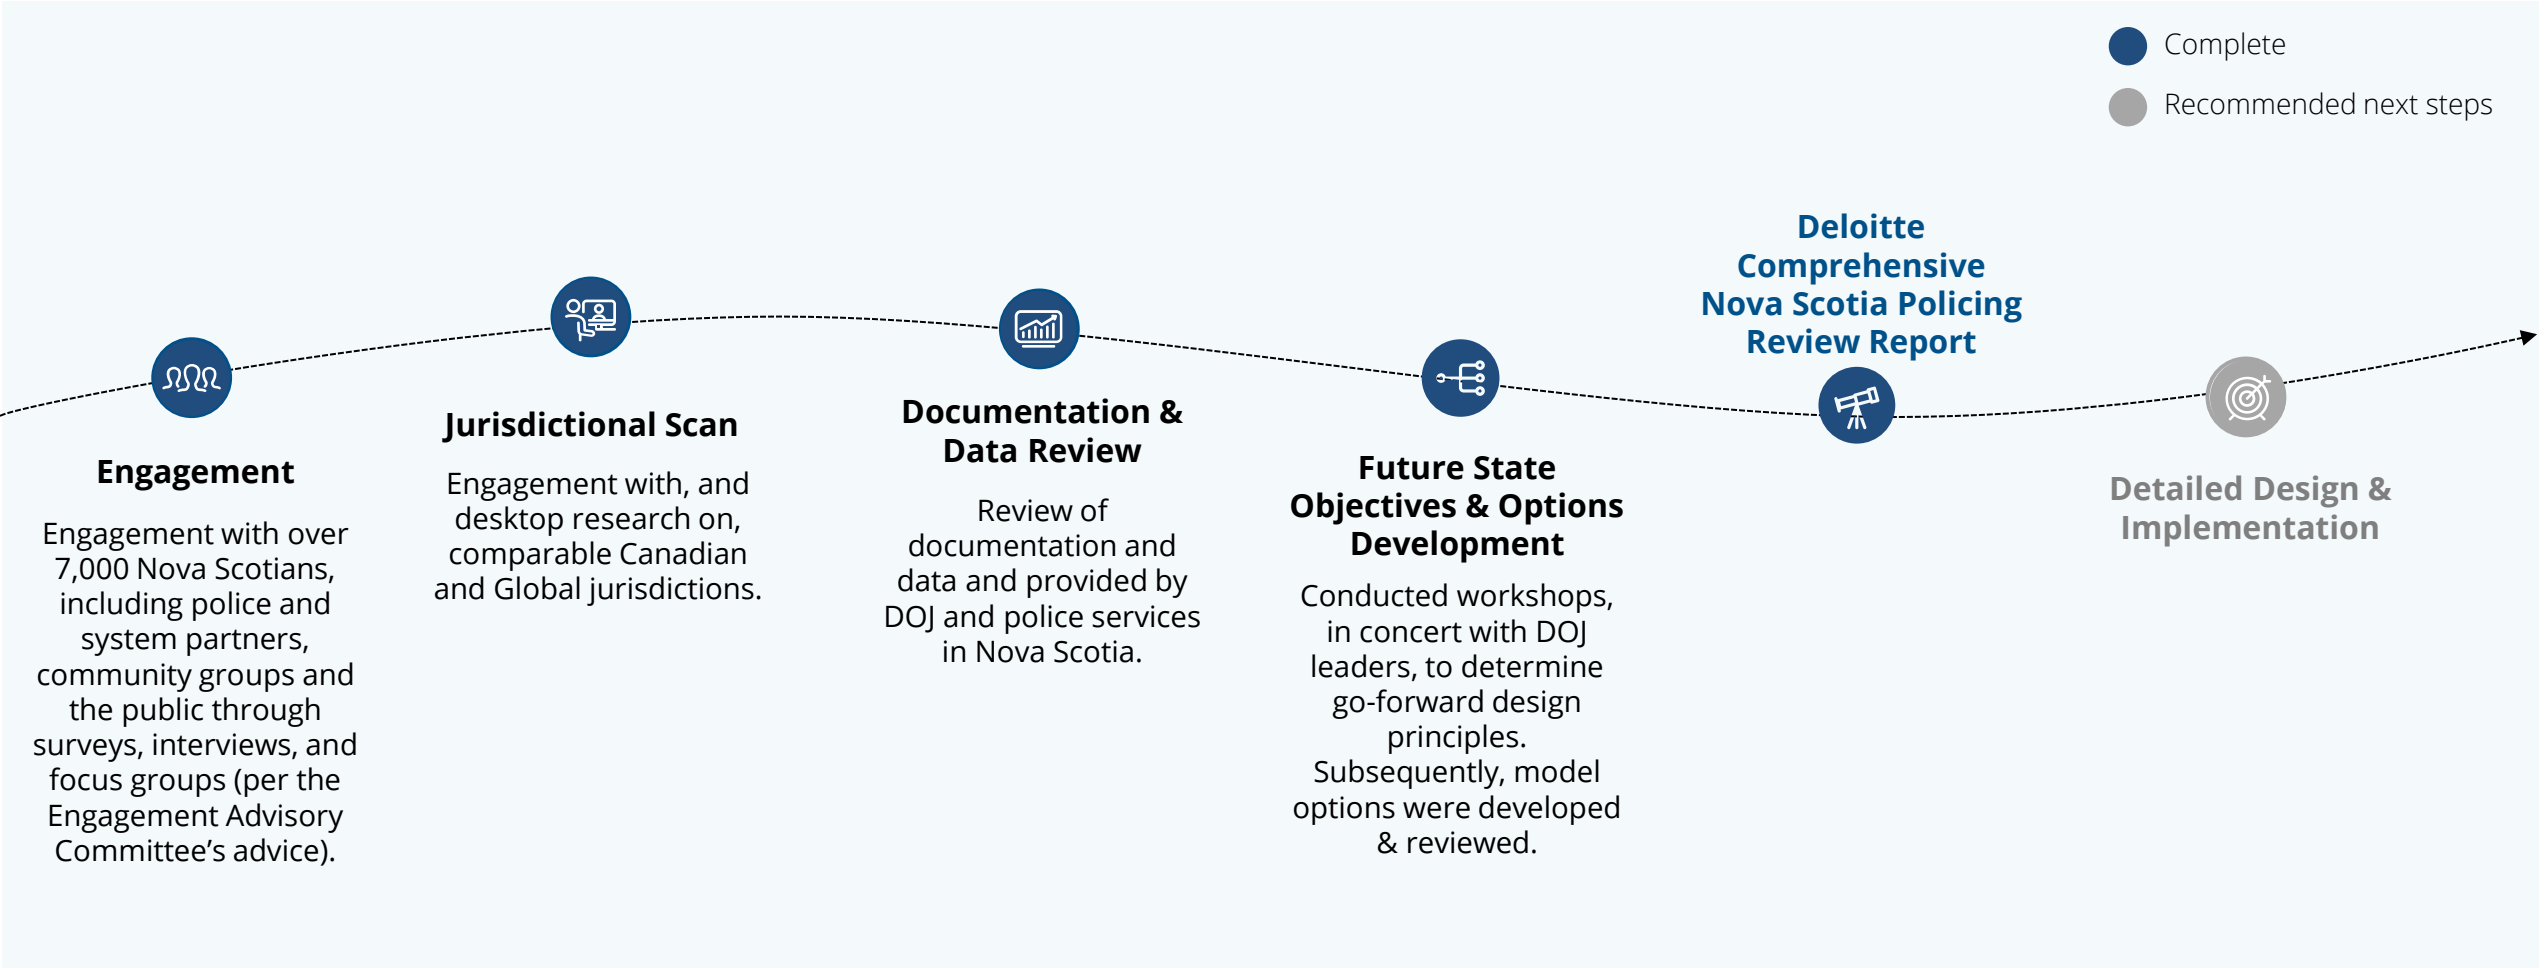 Complete
Recommended next steps
Engagement
Engagement with over
7,000 Nova Scotians,
including police and
system partners,
community groups and
the public through
surveys, interviews, and
focus groups (per the
Engagement Advisory
Committee’s advice).
Jurisdictional Scan
Engagement with, and
desktop research on,
comparable Canadian
and Global jurisdictions.
Documentation &
Data Review
Review of
documentation and
data and provided by
DOJ and police services
in Nova Scotia.
Future State
Objectives & Options
Development
Conducted workshops,
in concert with DOJ
leaders, to determine
go-forward design
principles.
Subsequently, model
options were developed
& reviewed.
Deloitte
Comprehensive
Nova Scotia Policing
Review Report
Detailed Design &
Implementation